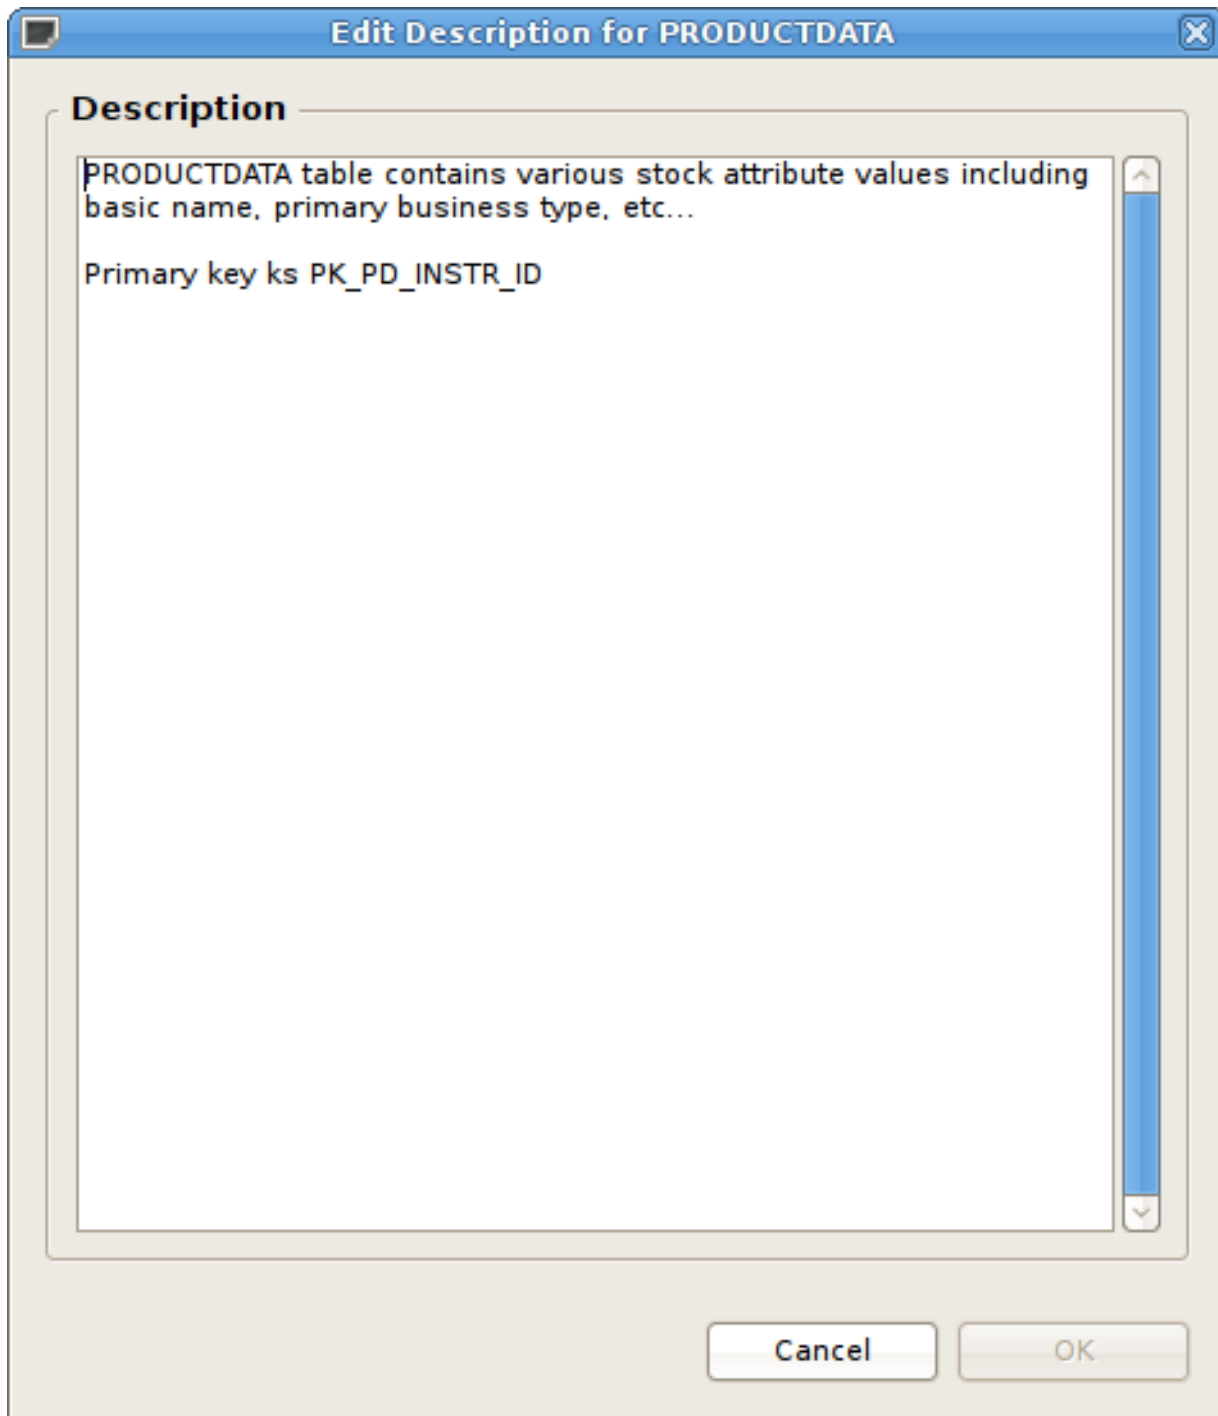 Edit Description for PRODUCTDATA
Description
PRODUCTDATA table contains various stock attribute values including
basic name, primary business type, etc...
Primary key ks PK_PD_INSTR_ID
Cancel
OK